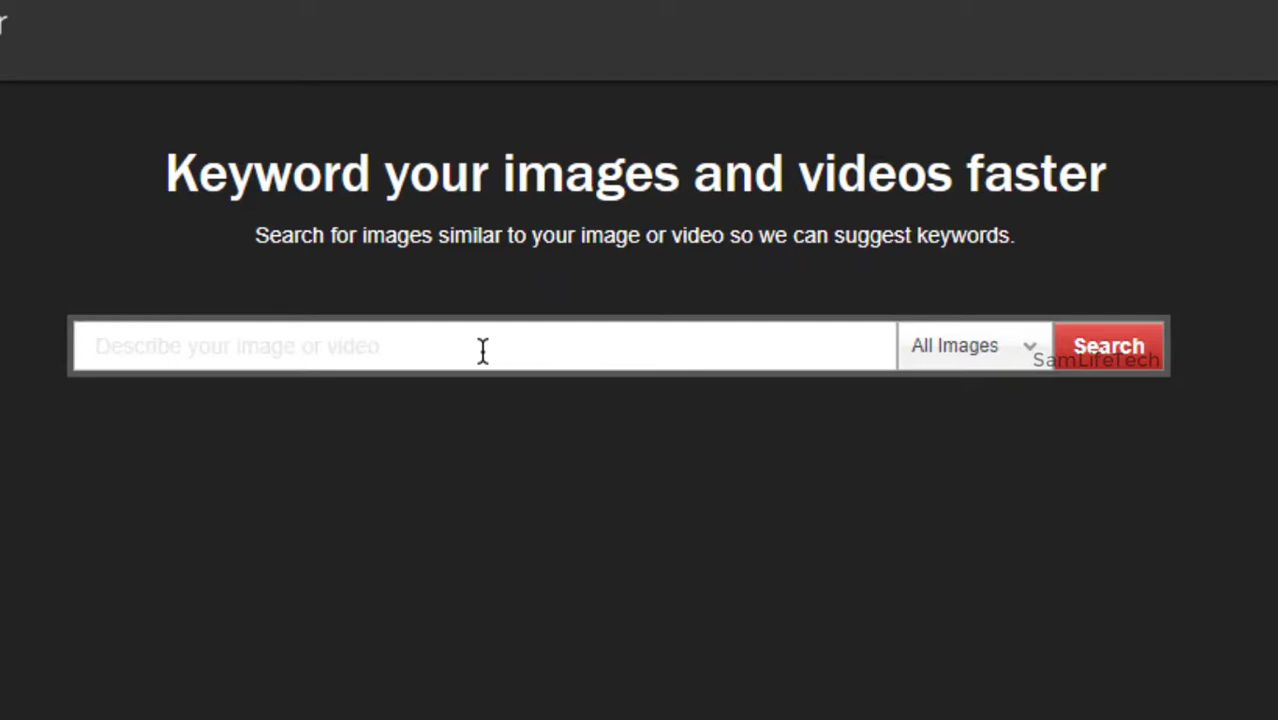 r
Keyword your images and videos faster
Search for images similar to your image or video so we can suggest keywords.
Describe your image or video
All Images
Search
SamLifeTech